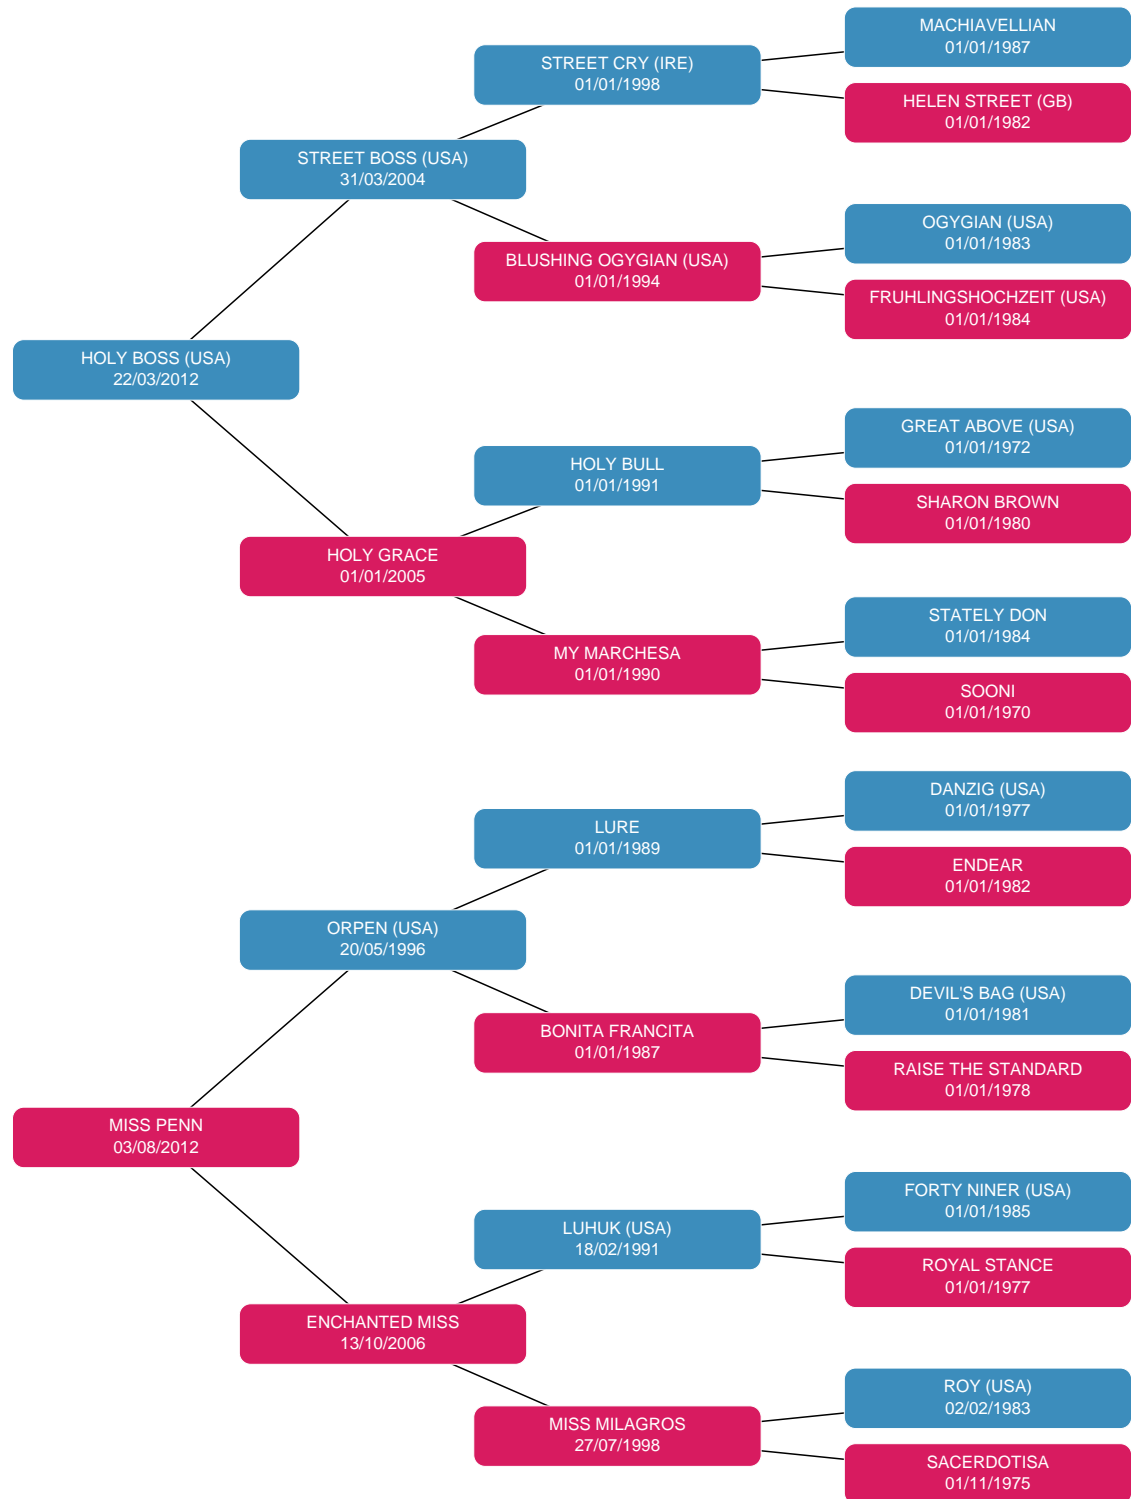 MACHIAVELLIAN
01/01/1987
STREET CRY (IRE)
01/01/1998
HELEN STREET (GB)
01/01/1982
STREET BOSS (USA)
31/03/2004
OGYGIAN (USA)
01/01/1983
BLUSHING OGYGIAN (USA)
01/01/1994
FRUHLINGSHOCHZEIT (USA)
01/01/1984
HOLY BOSS (USA)
22/03/2012
GREAT ABOVE (USA)
01/01/1972
HOLY BULL
01/01/1991
SHARON BROWN
01/01/1980
HOLY GRACE
01/01/2005
STATELY DON
01/01/1984
MY MARCHESA
01/01/1990
SOONI
01/01/1970
DANZIG (USA)
01/01/1977
LURE
01/01/1989
ENDEAR
01/01/1982
ORPEN (USA)
20/05/1996
DEVIL'S BAG (USA)
01/01/1981
BONITA FRANCITA
01/01/1987
RAISE THE STANDARD
01/01/1978
MISS PENN
03/08/2012
FORTY NINER (USA)
01/01/1985
LUHUK (USA)
18/02/1991
ROYAL STANCE
01/01/1977
ENCHANTED MISS
13/10/2006
ROY (USA)
02/02/1983
MISS MILAGROS
27/07/1998
SACERDOTISA
01/11/1975